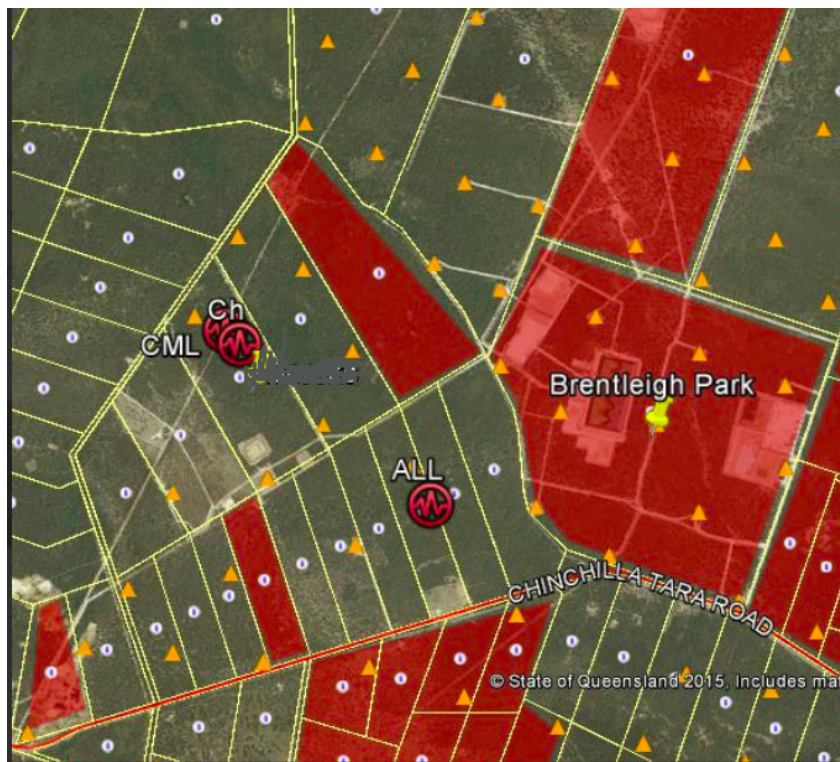 Ch
CML
Brentleigh Park
ALL
CHINCHILLA TARA ROAD
© State of Queensland 2015, Includes ma